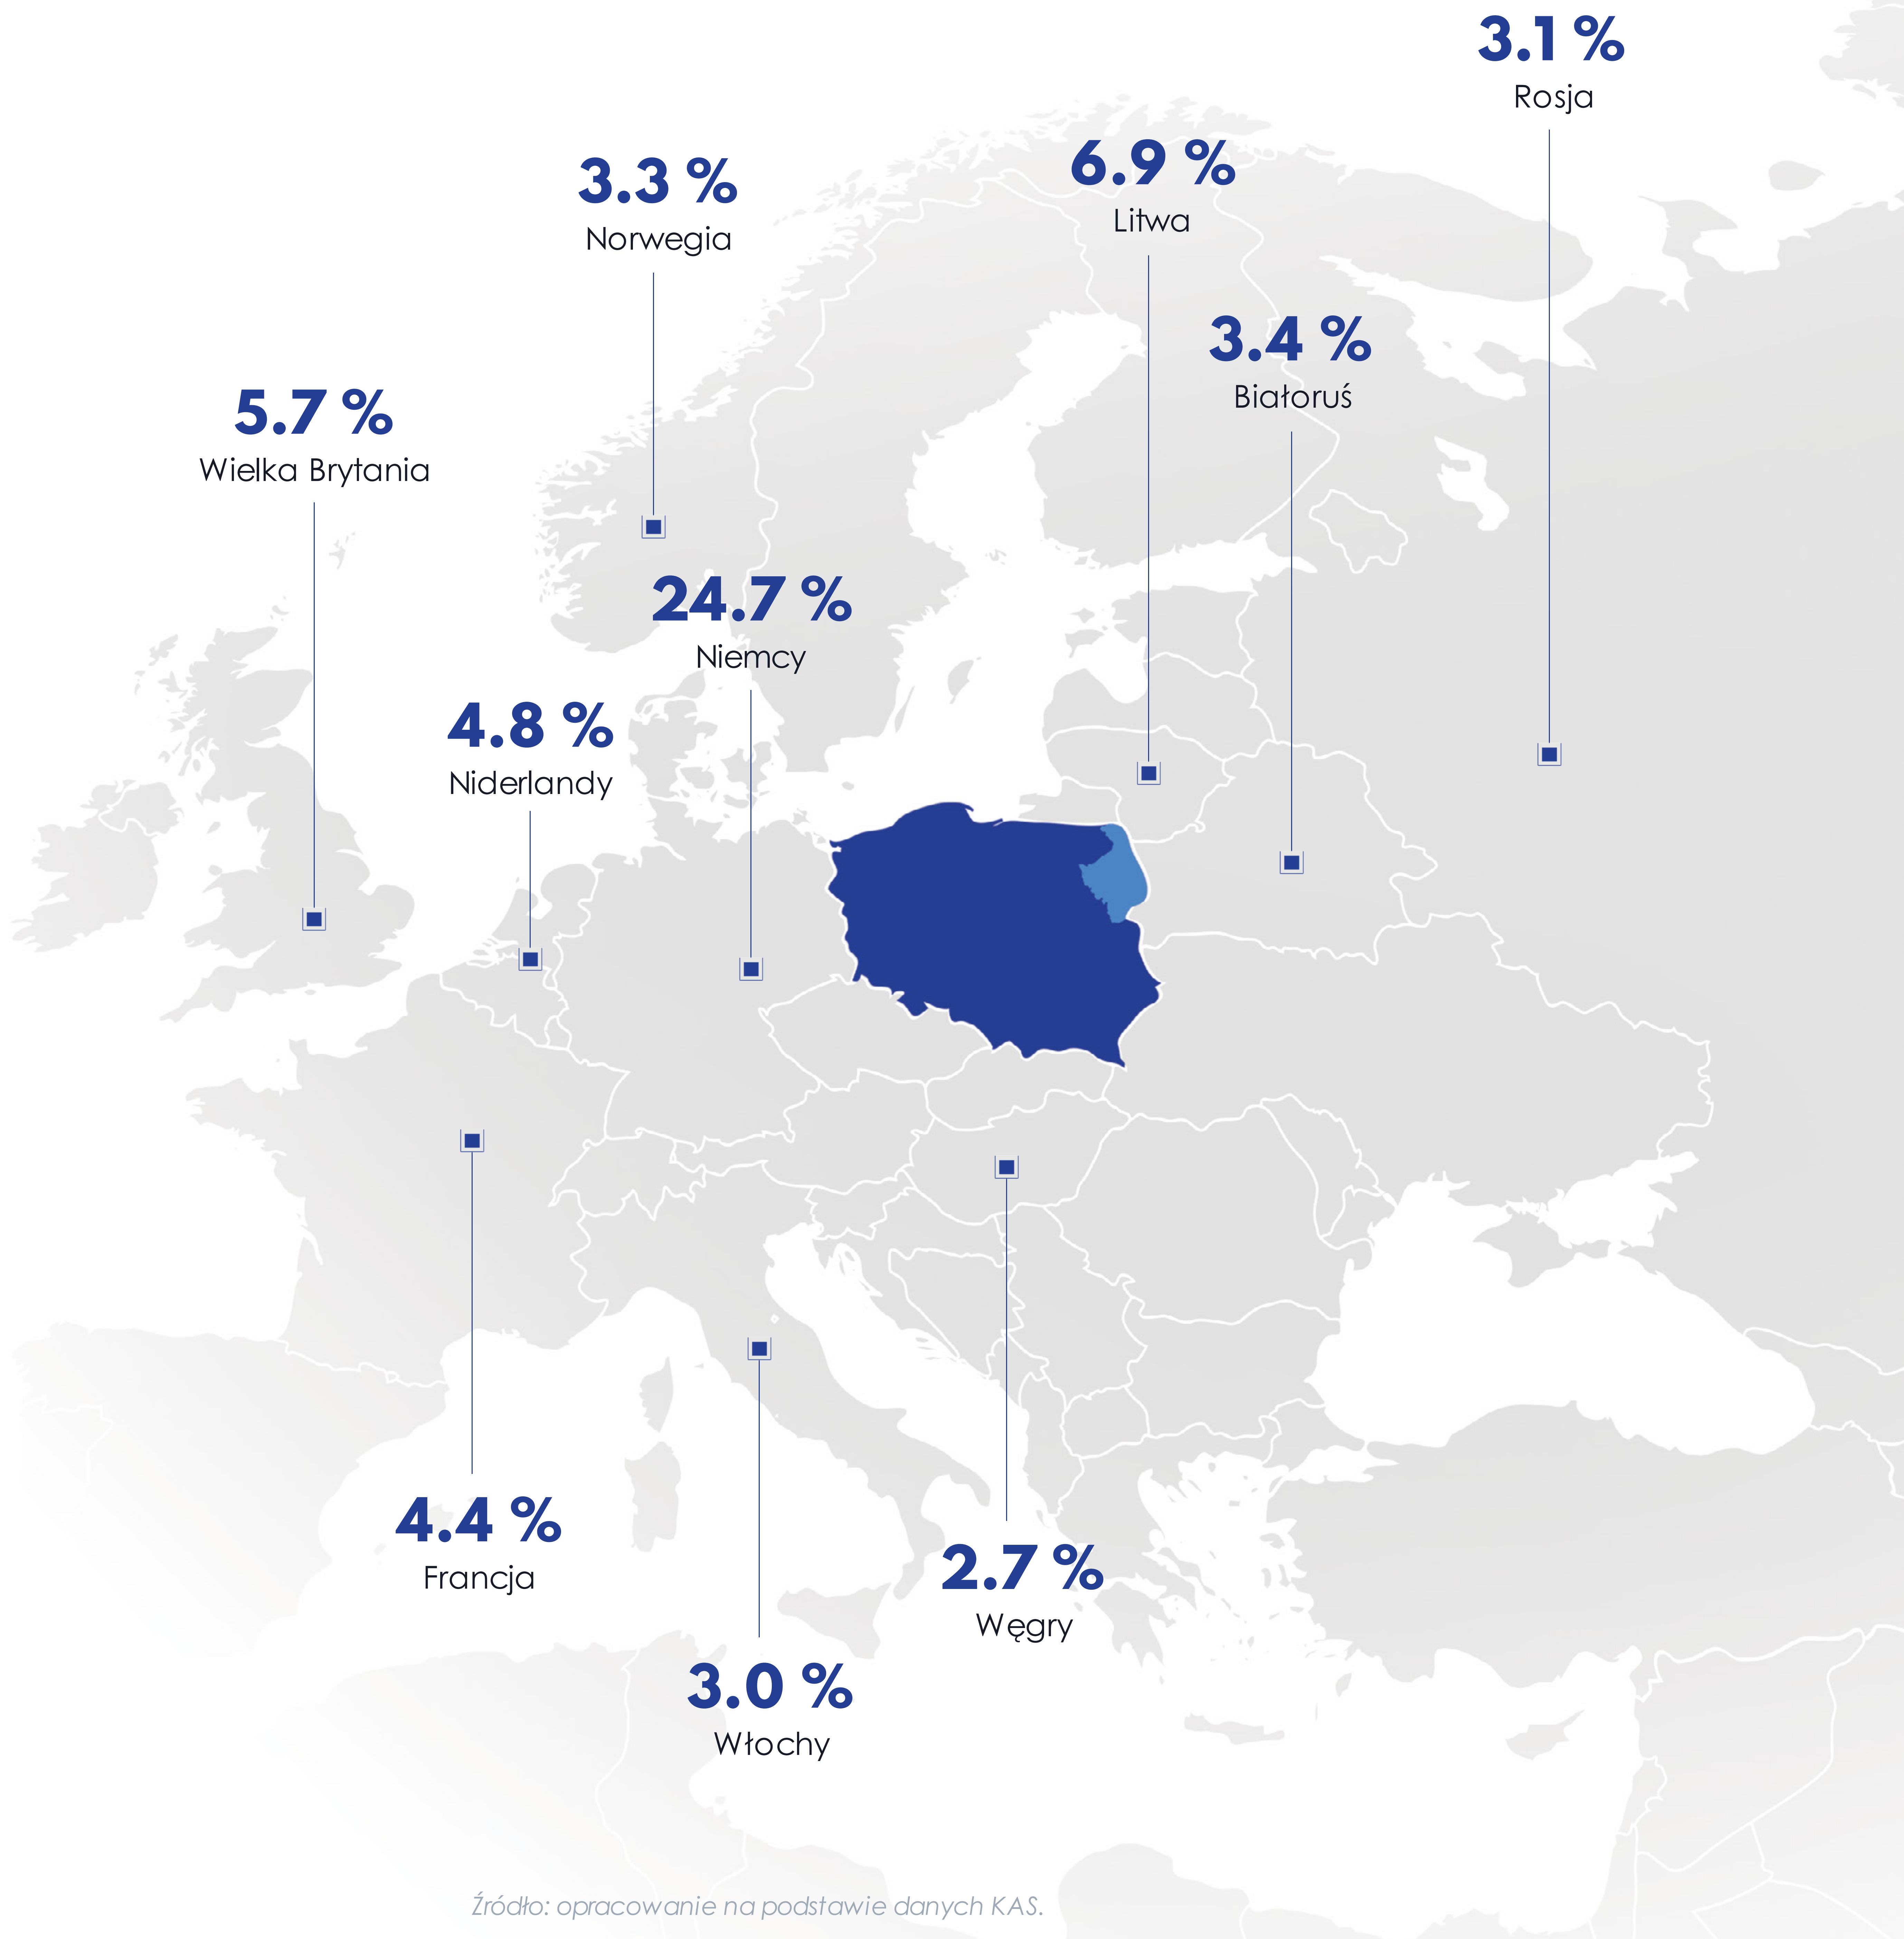 3.1 %
Rosja
6.9 %
Litwa
3.3 %
Norwegia
3.4 %
Białoruś
5.7 %
Wielka Brytania
24.7 %
Niemcy
4.8 %
Niderlandy
4.4 %
Francja
2.7 %
Węgry
3.0 %
Włochy
Źródło: opracowanie na podstawie danych KAS.